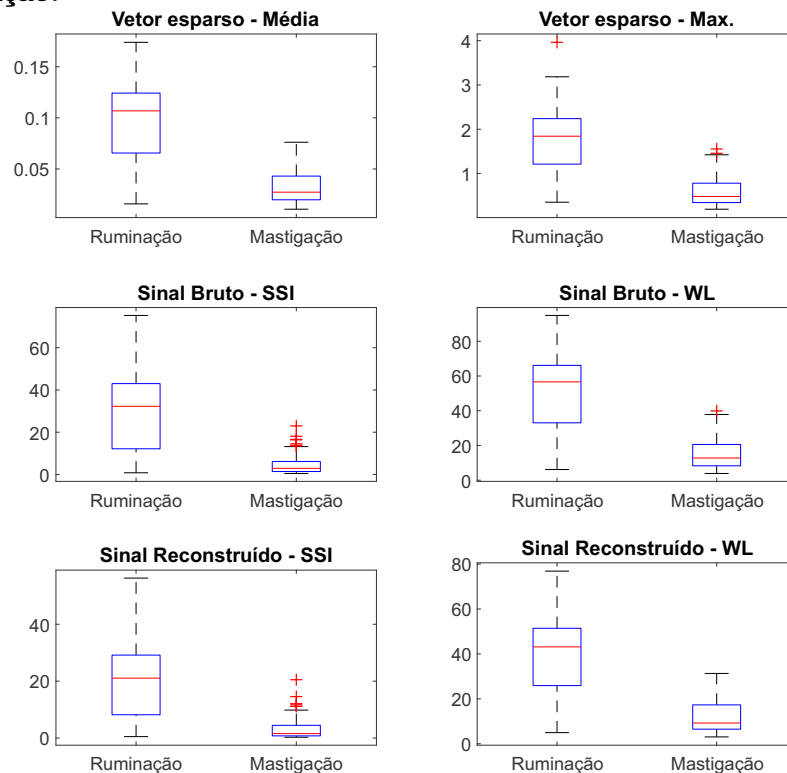 Vetor esparso - Média
0.15
0.1
0.05
Ruminação Mastigação
Vetor esparso - Max.
4
3
2
1
Ruminação Mastigação
Sinal Bruto - SSI
60
40
20
0
Ruminação Mastigação
Sinal Bruto - WL
80
60
40
20
0
Ruminação Mastigação
Sinal Reconstruído - SSI
40
20
0
Ruminação Mastigação
Sinal Reconstruído - WL
80
60
40
20
0
Ruminação Mastigação